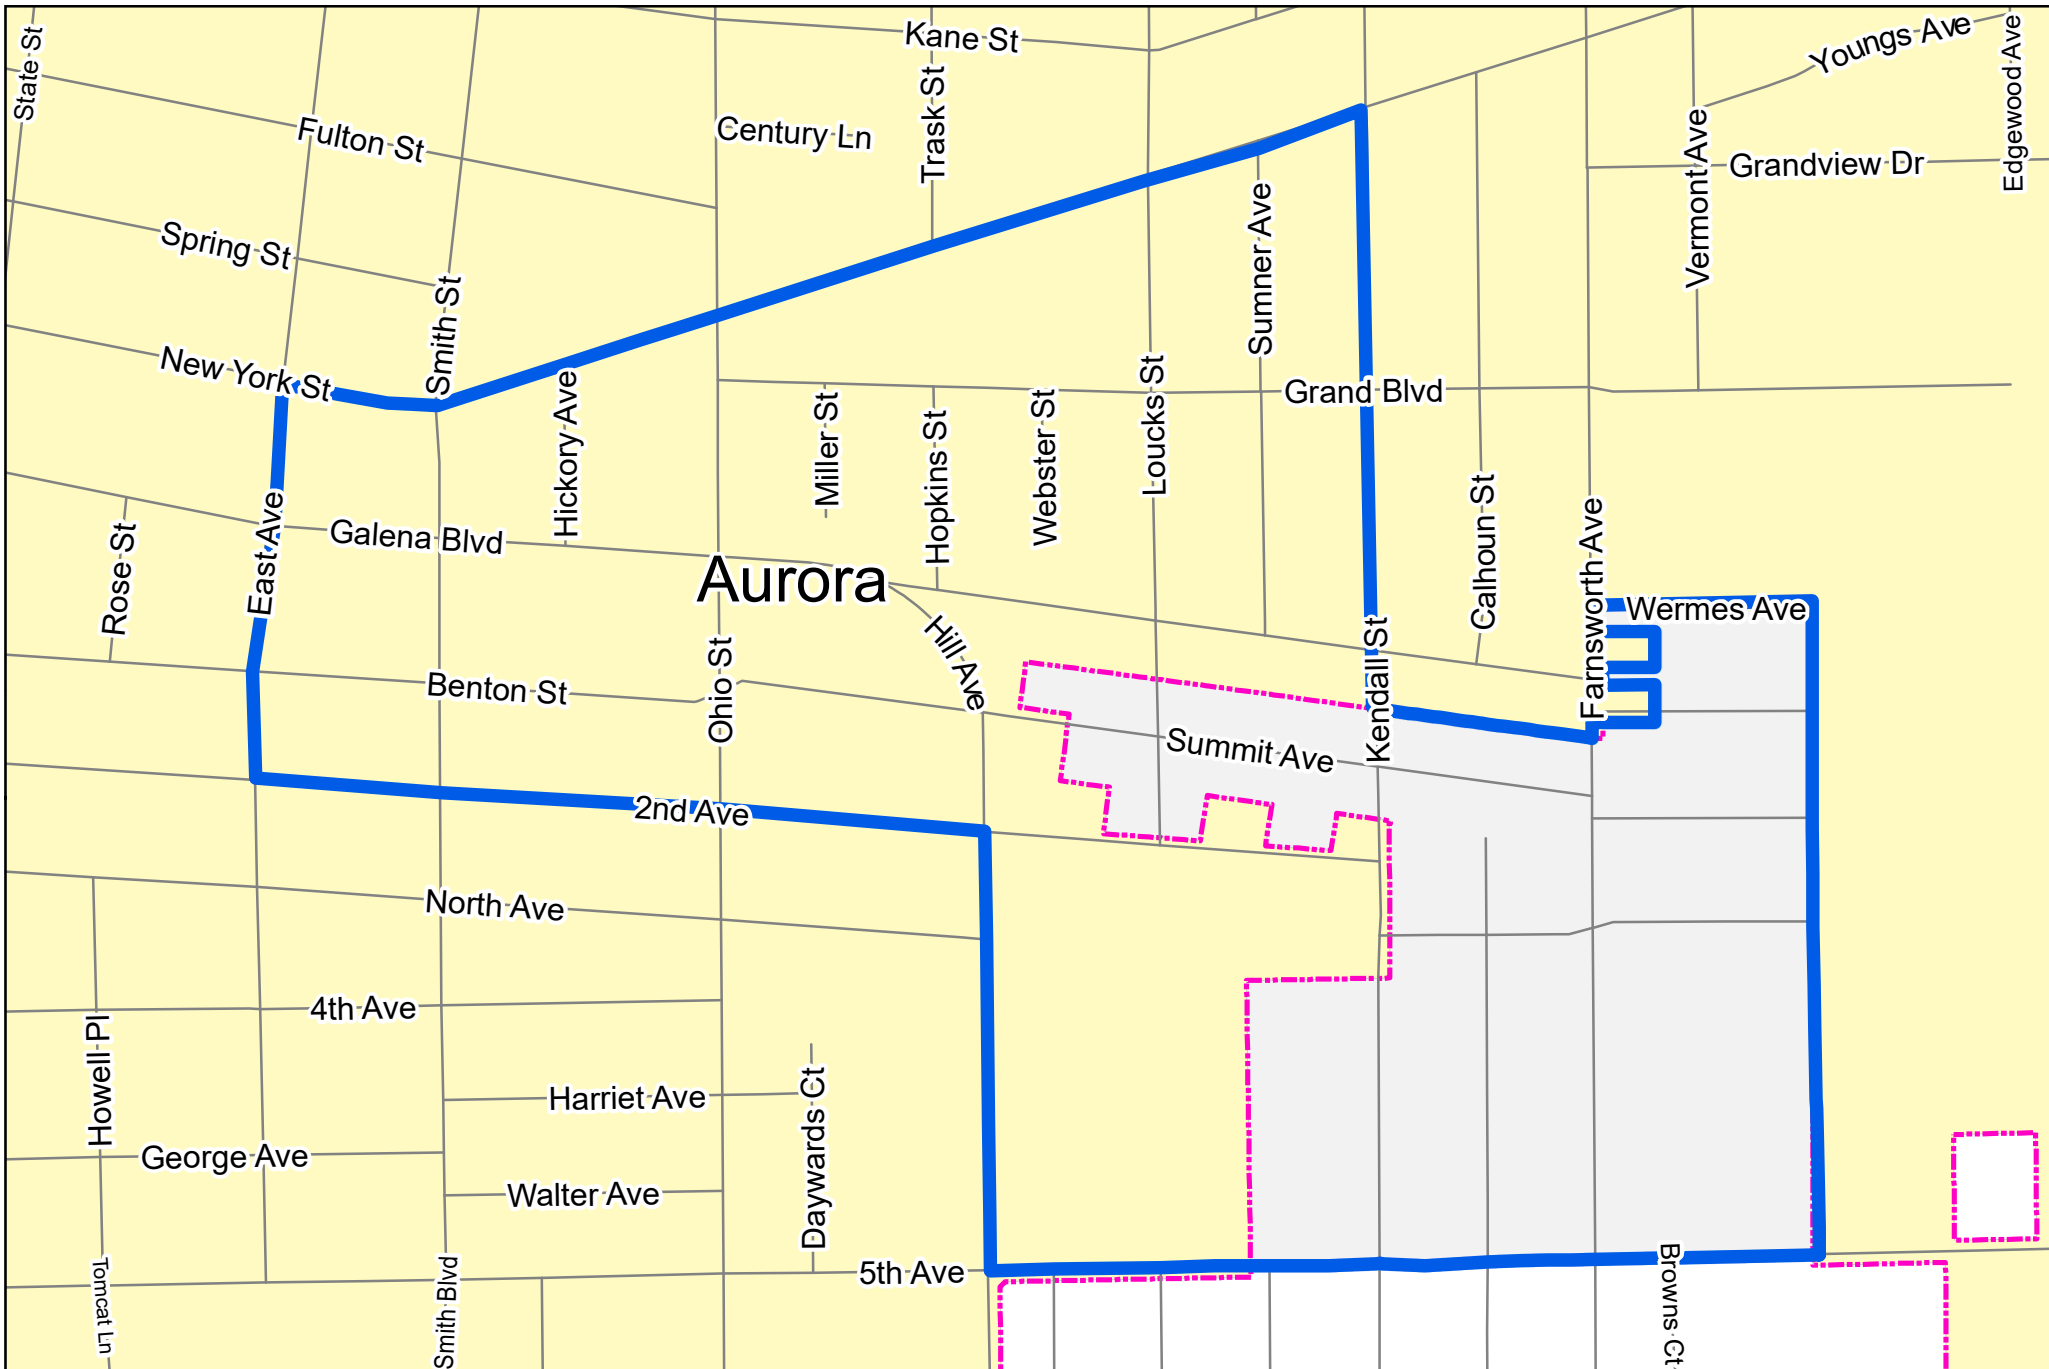 State St
Kane St
Youngs Ave
Edgewood Ave
Fulton St
Century Ln
Trask St
Vermont Ave
Grandview Dr
Spring St
Sumner Ave
Smith St
New York St
Hickory Ave
Miller St
Hopkins St
Webster St
Loucks St
Grand Blvd
Calhoun St
Farnsworth Ave
Rose St
East Ave
Galena Blvd
Aurora
Hill Ave
Kendall St
Wermes Ave
Benton St
Ohio St
Summit Ave
2nd Ave
North Ave
4th Ave
Howell Pl
Harriet Ave
Daywards Ct
George Ave
Walter Ave
5th Ave
Tomcat Ln
Smith Blvd
Browns Ct